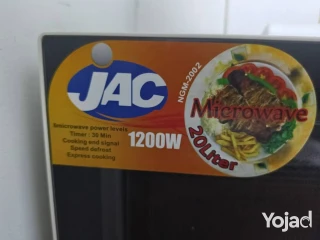 JAC
NGM-2002
Microwave
20Liter
5microwave power levels
Timer : 30 Min
Cooking end signal
Speed defrost
Express cooking
1200W
Yojad